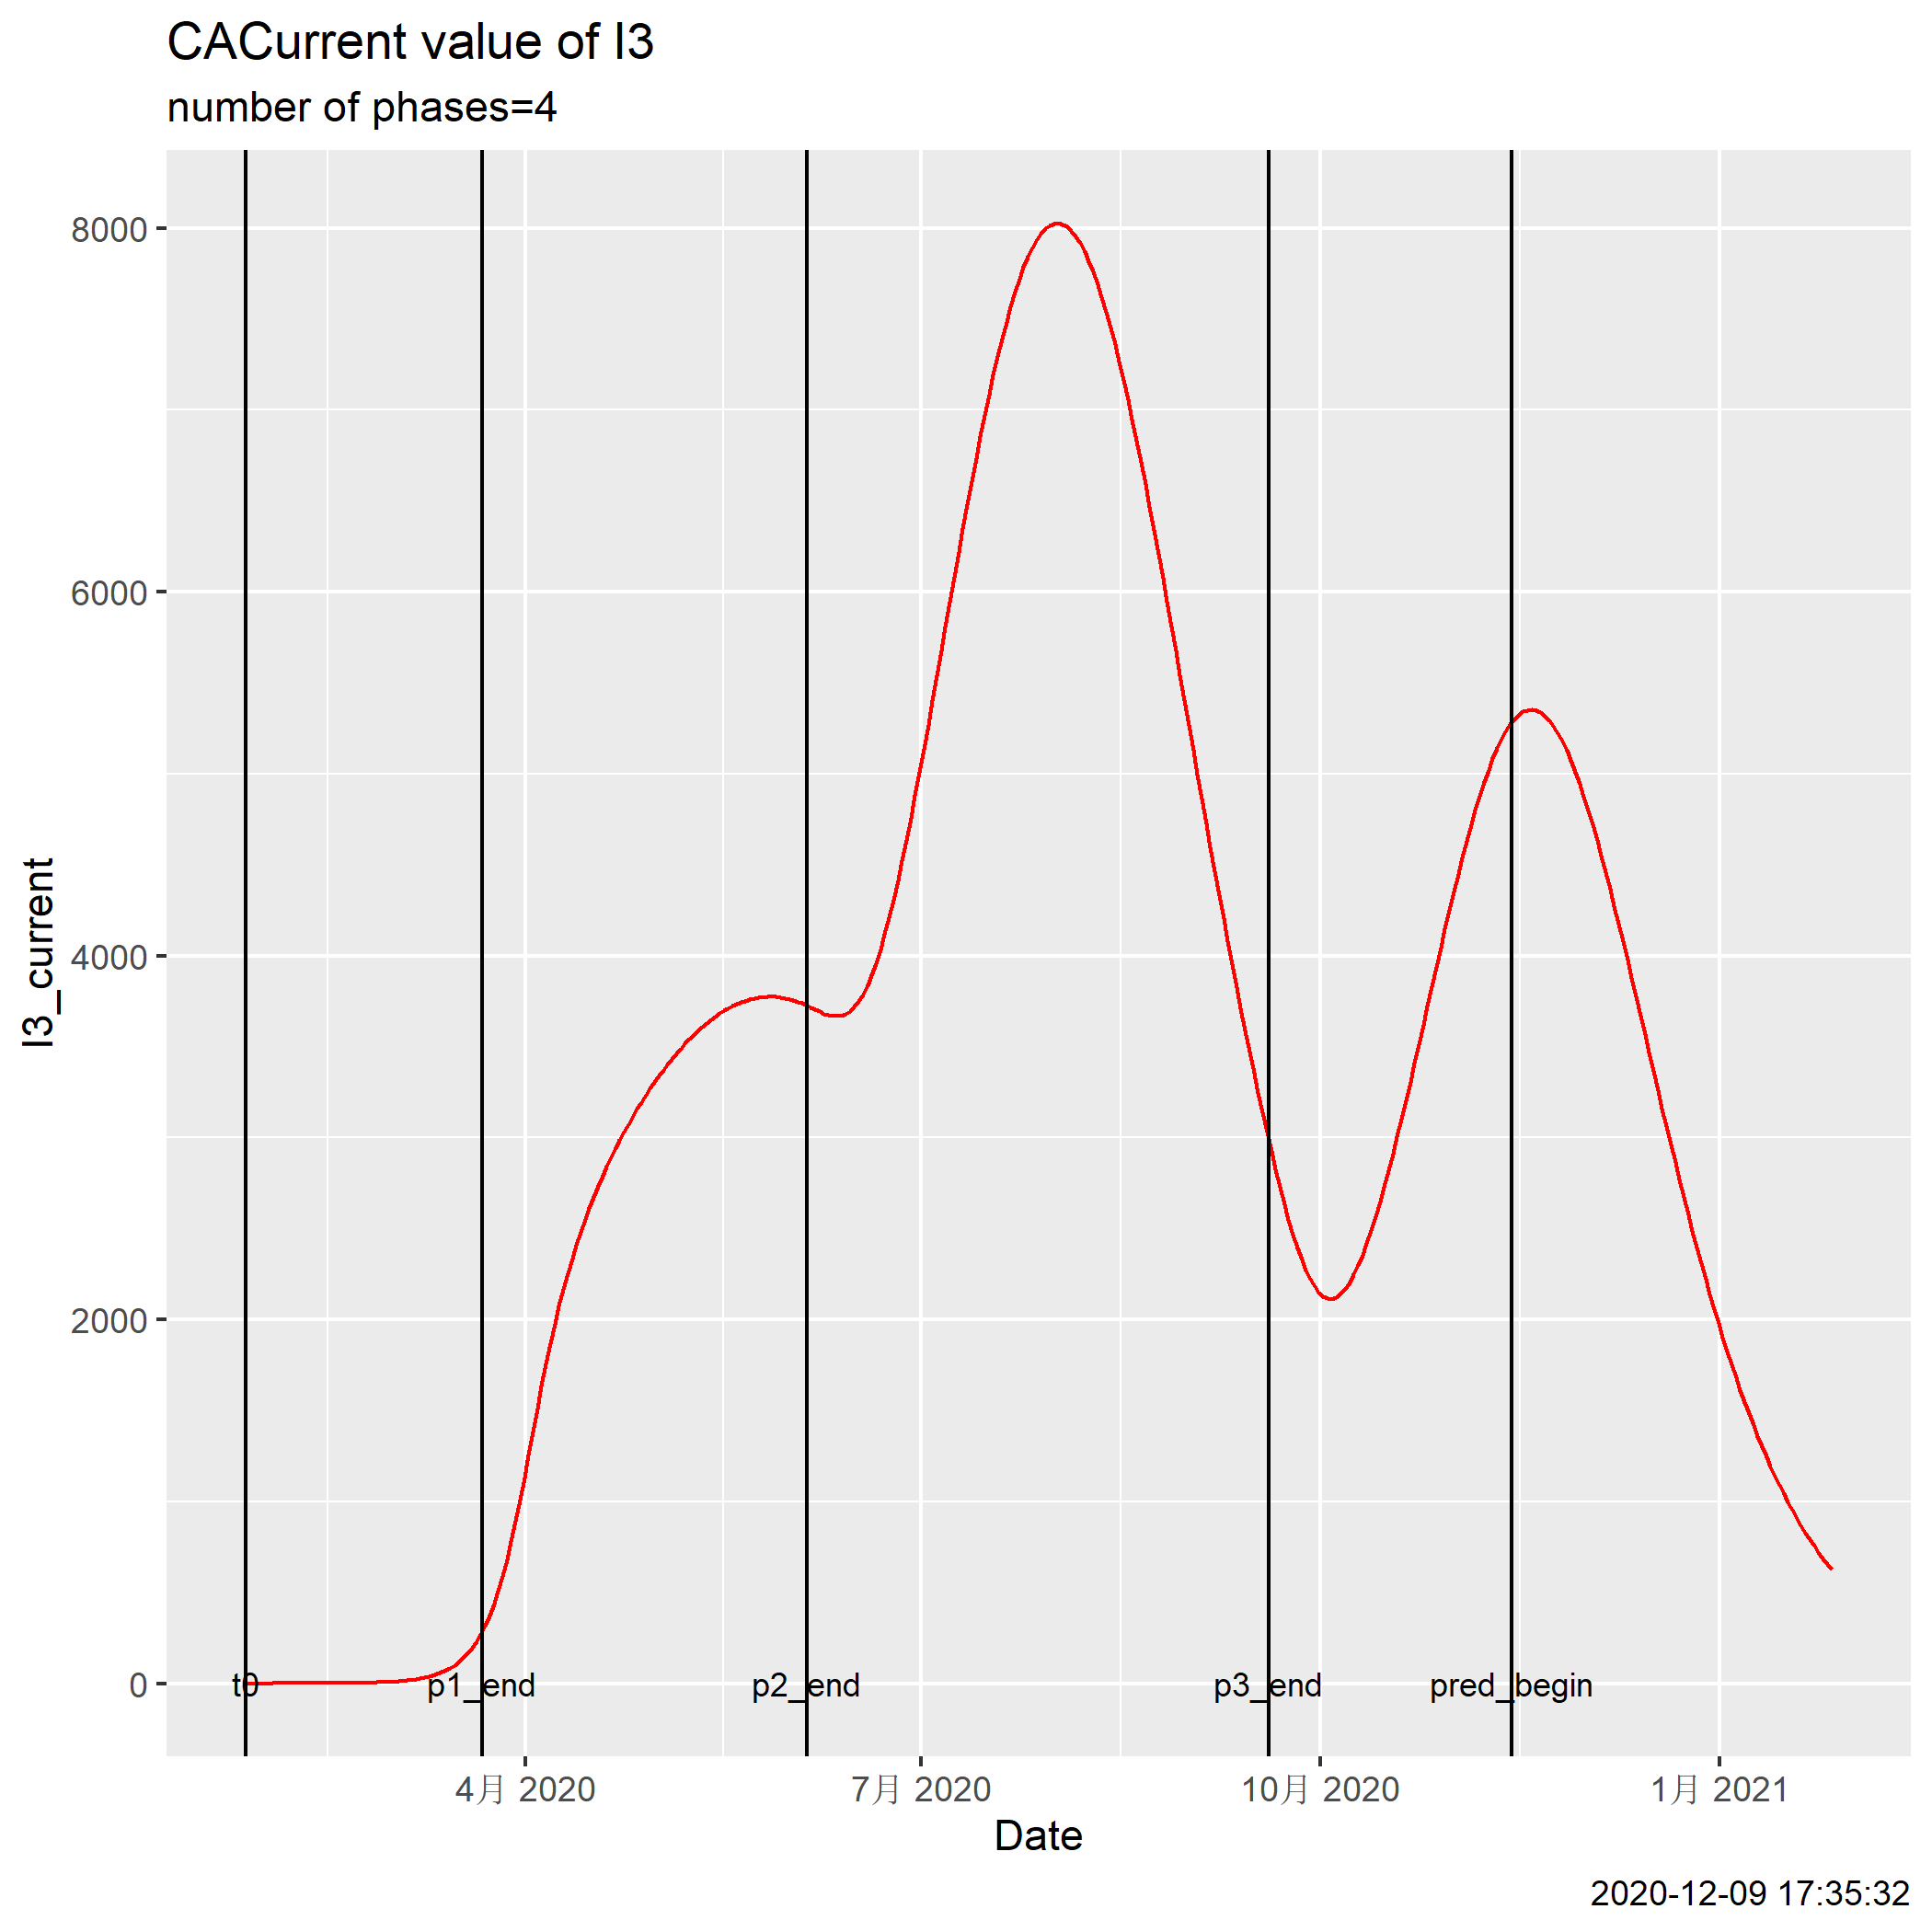 CACurrent value of I3
number of phases=4
I3_current
8000
6000
4000
2000
0
t0 p1_end p2_end p3_end pred_begin
4月 2020 7月 2020 10月 2020 1月 2021
Date
2020-12-09 17:35:32